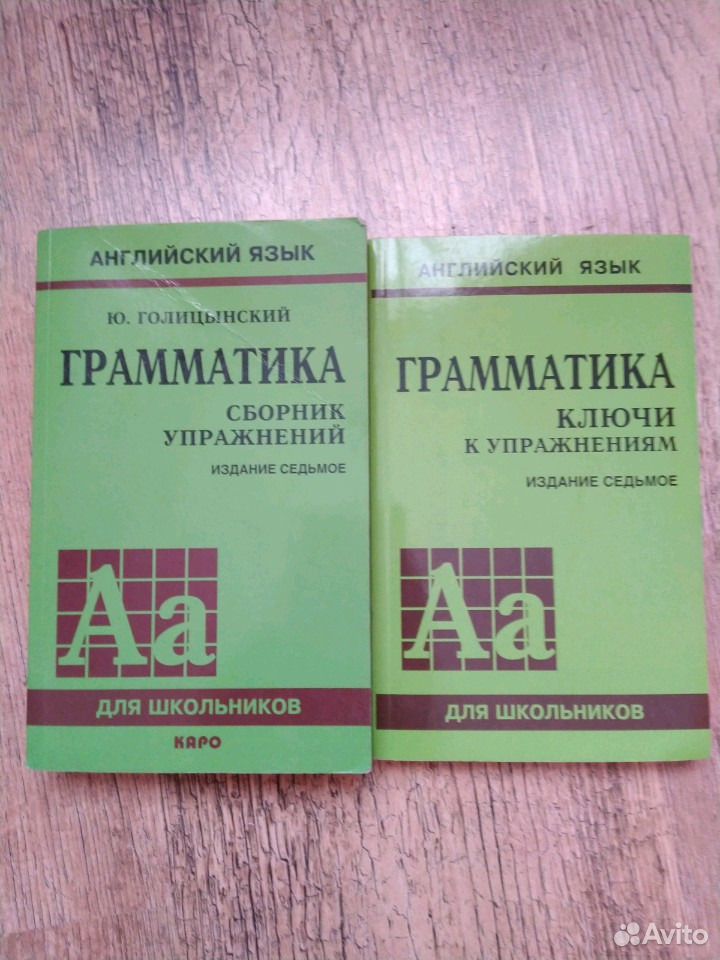 АНГЛИЙСКИЙ ЯЗЫК
Ю. ГОЛИЦЫНСКИЙ
ГРАММАТИКА
СБОРНИК
УПРАЖНЕНИЙ
ИЗДАНИЕ СЕДЬМОЕ
Aa
ДЛЯ ШКОЛЬНИКОВ
КАРО
АНГЛИЙСКИЙ ЯЗЫК
ГРАММАТИКА
КЛЮЧИ
К УПРАЖНЕНИЯМ
ИЗДАНИЕ СЕДЬМОЕ
Aa
ДЛЯ ШКОЛЬНИКОВ
Avito